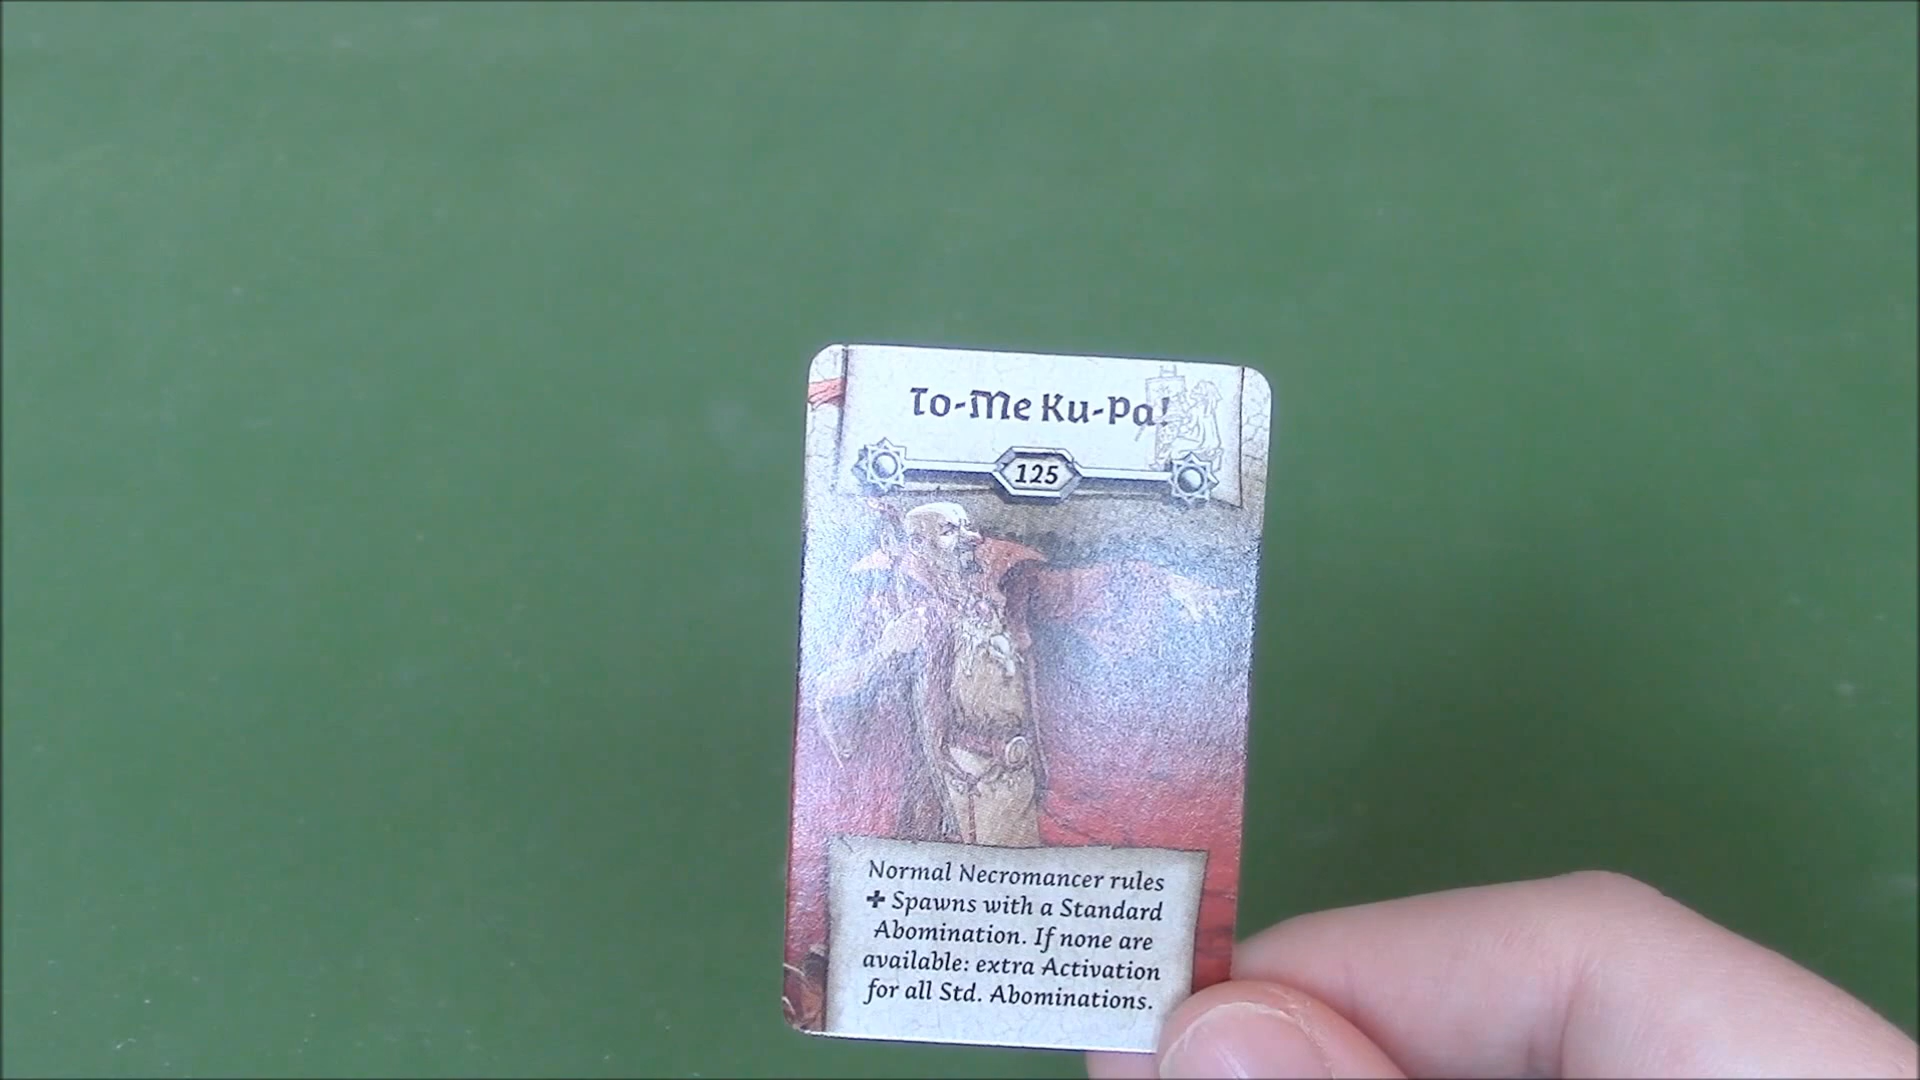 To-Me Ku-Pa!
125
Normal Necromancer rules
✚ Spawns with a Standard
Abomination. If none are
available: extra Activation
for all Std. Abominations.